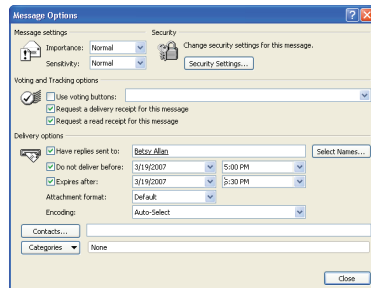 Message Options
Message settings Security
Importance: Normal Change security settings for this message.
Sensitivity: Normal Security Settings...
Voting and Tracking options
Use voting buttons:
Request a delivery receipt for this message
Request a read receipt for this message
Delivery options
Have replies sent to: Betsy Allan Select Names...
Do not deliver before: 3/19/2007 5:00 PM
Expires after: 3/19/2007 5:30 PM
Attachment format: Default
Encoding: Auto-Select
Contacts...
Categories None
Close